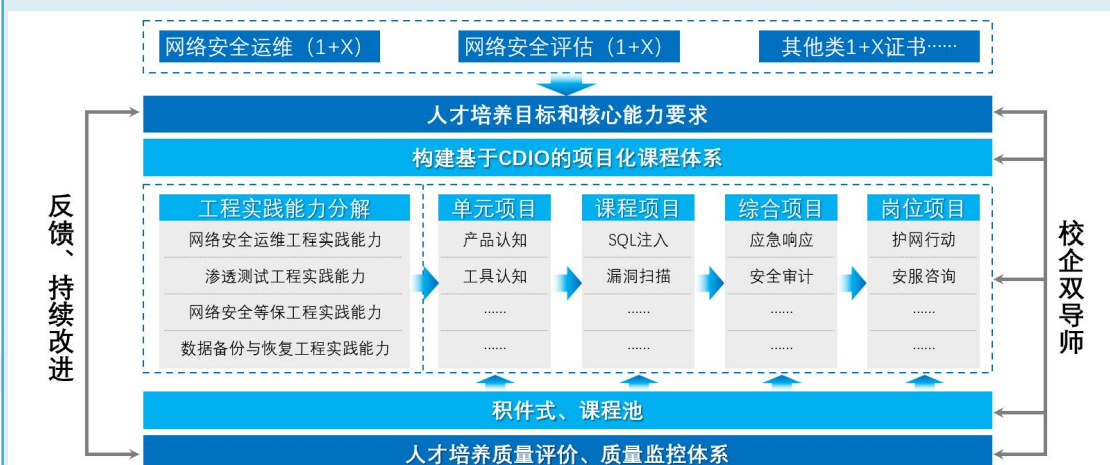 网络安全运维（1+X）
网络安全评估（1+X）
其他类1+X证书······
人才培养目标和核心能力要求
构建基于CDIO的项目化课程体系
反馈、持续改进
工程实践能力分解
网络安全运维工程实践能力
渗透测试工程实践能力
网络安全等保工程实践能力
数据备份与恢复工程实践能力
单元项目
产品认知
工具认知
······
······
课程项目
SQL注入
漏洞扫描
······
······
综合项目
应急响应
安全审计
······
······
岗位项目
护网行动
安服咨询
······
······
校企双导师
积件式、课程池
人才培养质量评价、质量监控体系